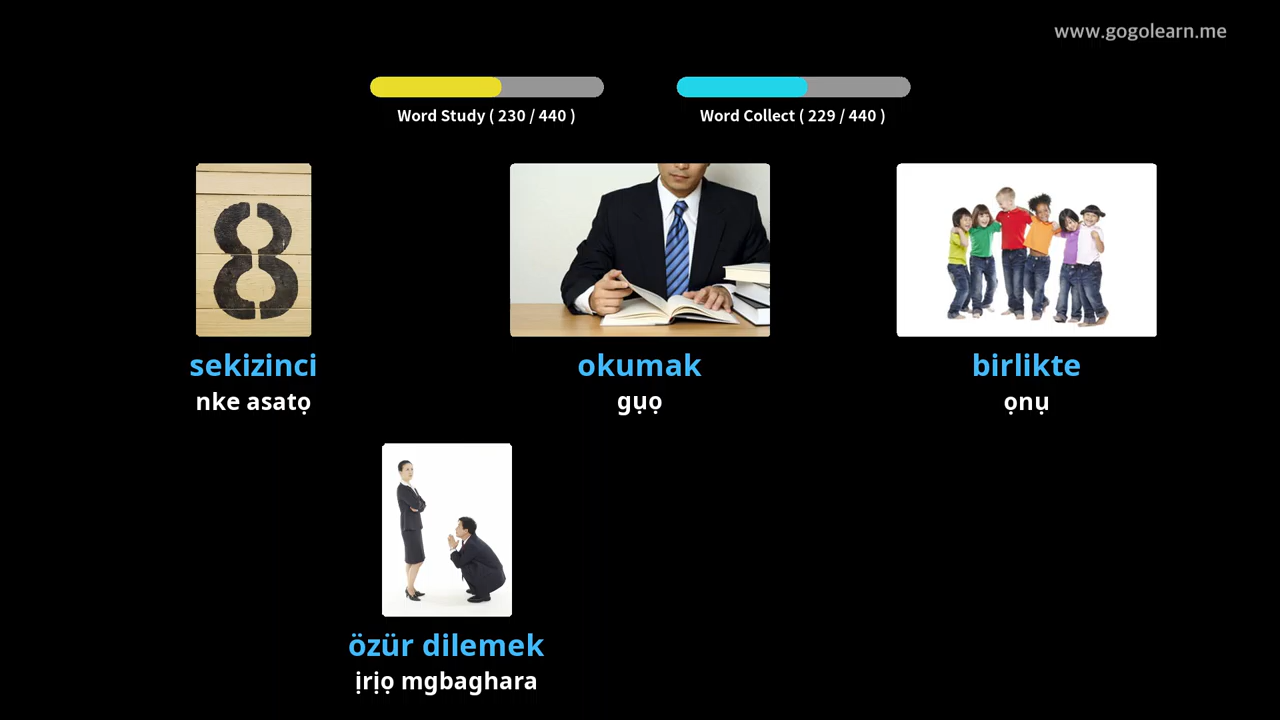 www.gogolearn.me
Word Study ( 230 / 440 )
Word Collect ( 229 / 440 )
8
sekizinci
nke asatọ
okumak
gụọ
birlikte
ọnụ
özür dilemek
ịrịọ mgbaghara